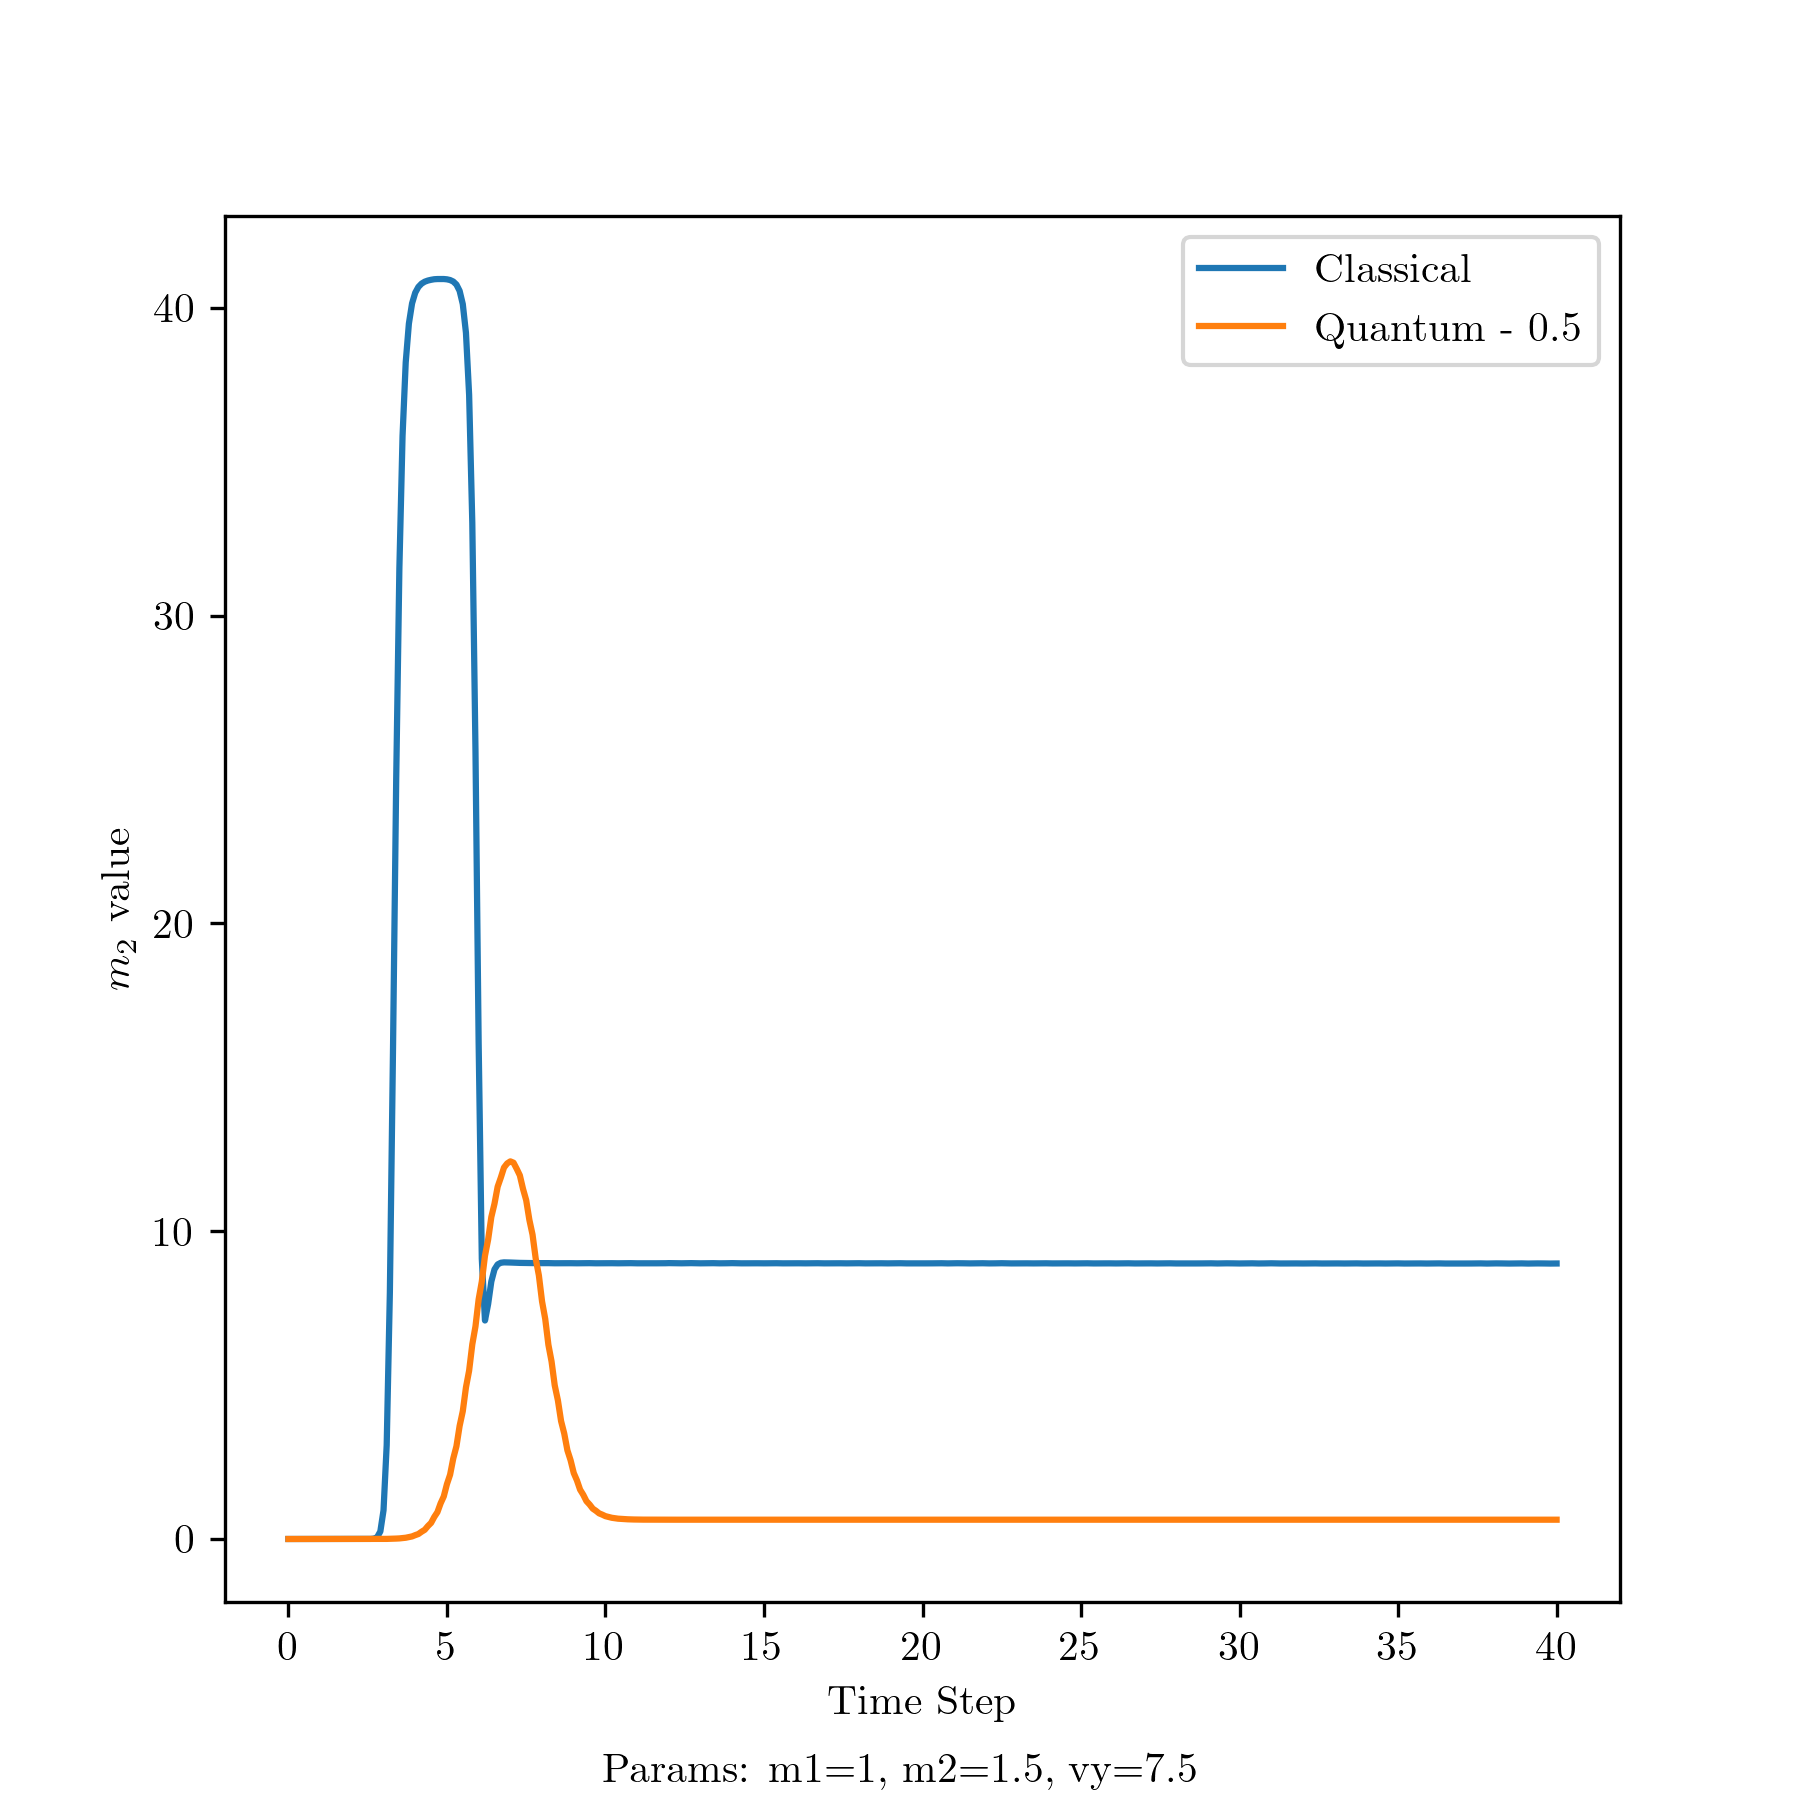 Classical
Quantum - 0.5
40
30
20
10
0
m₂ value
0 5 10 15 20 25 30 35 40
Time Step
Params: m1=1, m2=1.5, vy=7.5